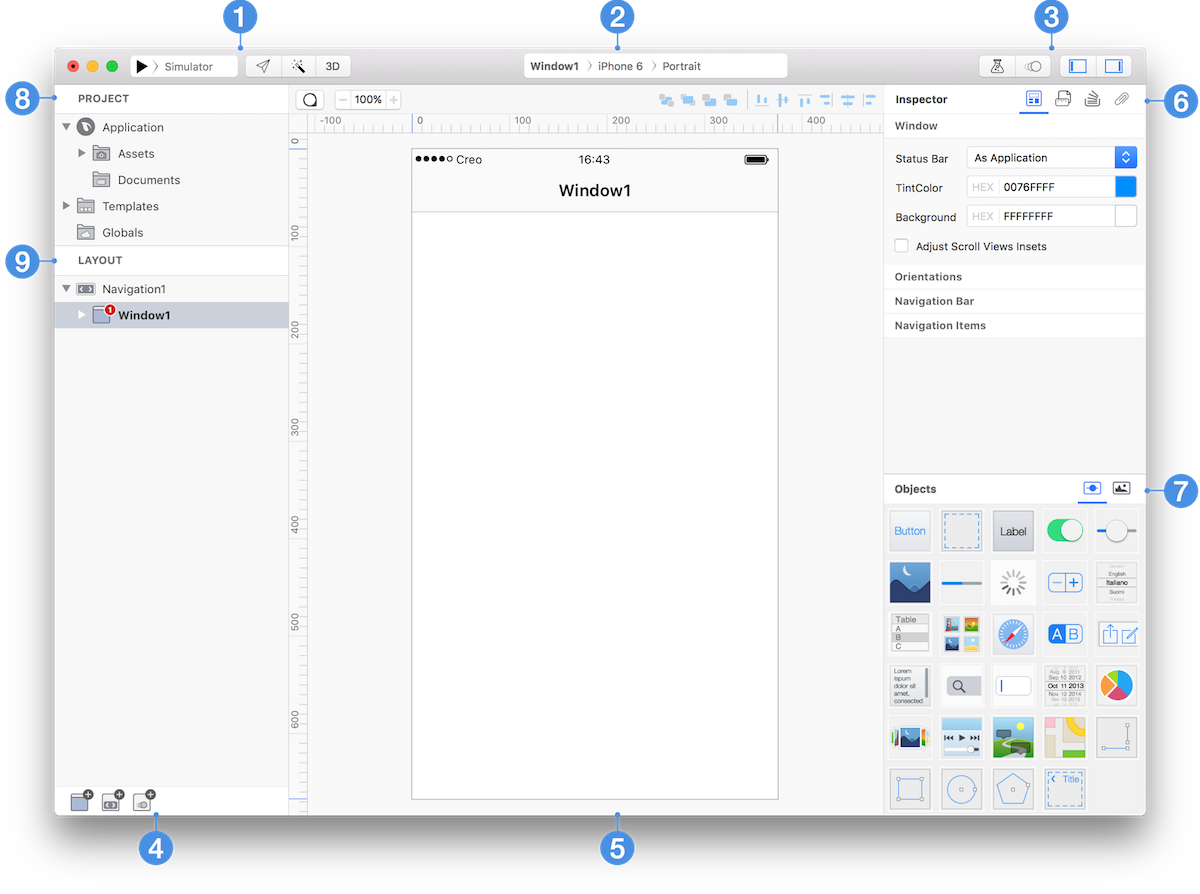 1
2
3
Simulator
3D
Window1 iPhone 6 Portrait
8
PROJECT
Application
Assets
Documents
Templates
Globals
9
LAYOUT
Navigation1
1
Window1
4
100%
-100 0 100 200 300 400
0
100
200
300
400
500
600
Creo 16:43
Window1
5
Inspector
6
Window
Status Bar As Application
TintColor HEX 0076FFFF
Background HEX FFFFFFFF
Adjust Scroll Views Insets
Orientations
Navigation Bar
Navigation Items
Objects
7
Button Label
English
Italiano
Suomi
Table
A
B
C
A B
Lorem
ispum
dolor sit
amet,
consected
Sep 10 2012
Oct 11 2013
Nov 12 2014
Title